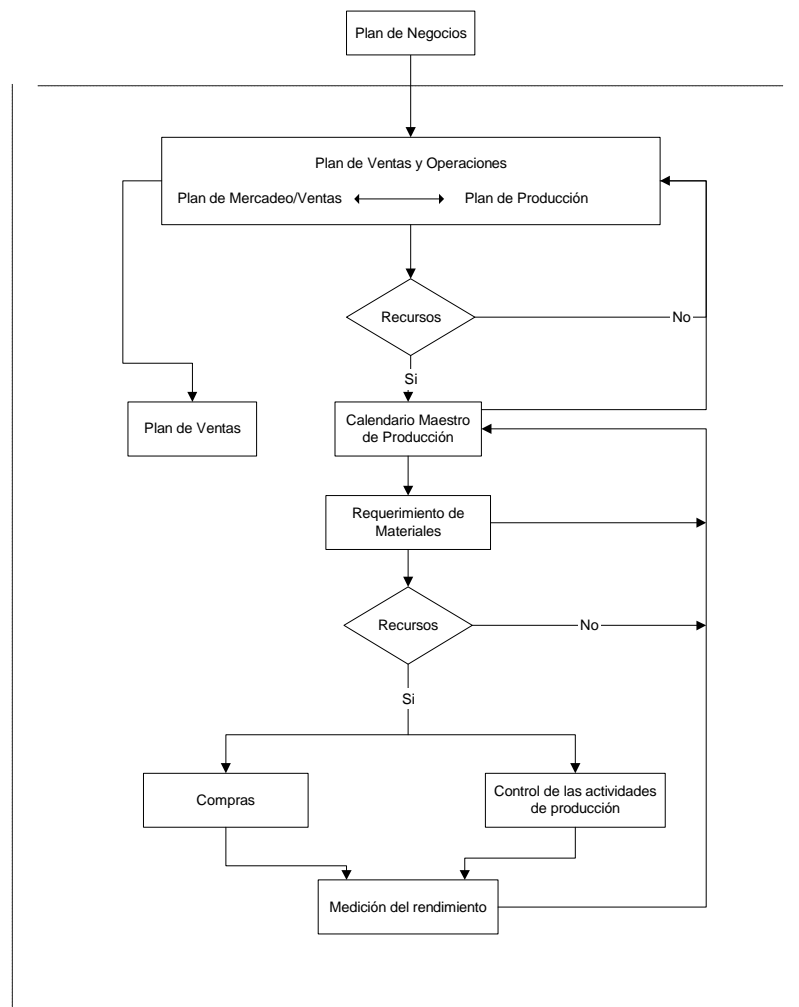 Plan de Negocios
Plan de Ventas y Operaciones
Plan de Mercadeo/Ventas Plan de Producción
Recursos
No
Si
Plan de Ventas
Calendario Maestro
de Producción
Requerimiento de
Materiales
Recursos
No
Si
Compras
Control de las actividades
de producción
Medición del rendimiento